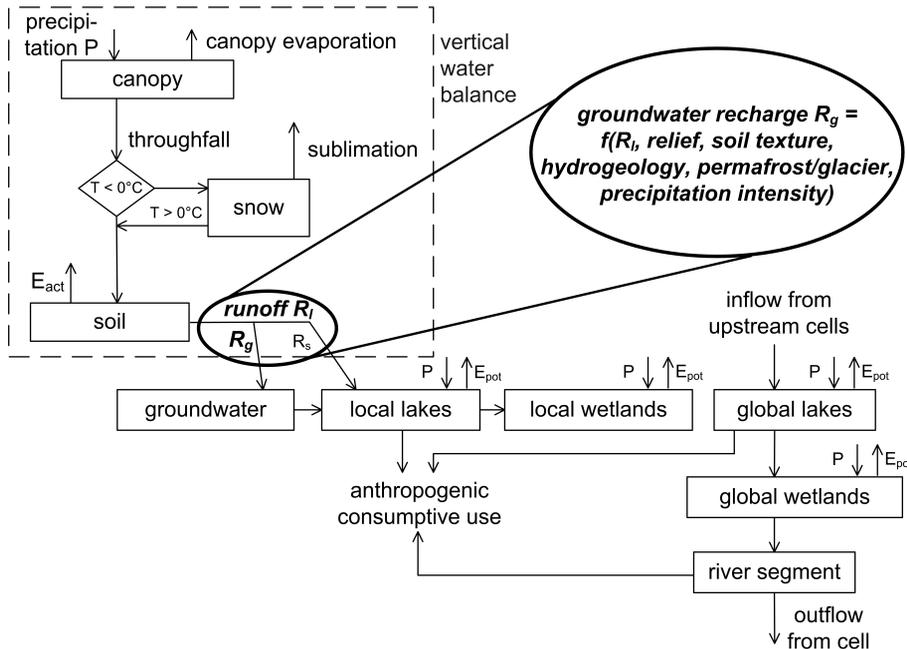 precipi-
tation P
canopy evaporation
canopy
vertical
water
balance
throughfall
sublimation
T < 0°C
T > 0°C
snow
groundwater recharge Rg =
f(Rl, relief, soil texture,
hydrogeology, permafrost/glacier,
precipitation intensity)
Eact
soil
runoff Rl
Rg
Rs
inflow from
upstream cells
P
Epot
P
Epot
P
Epot
groundwater
local lakes
local wetlands
global lakes
P
Epo
anthropogenic
consumptive use
global wetlands
river segment
outflow
from cell